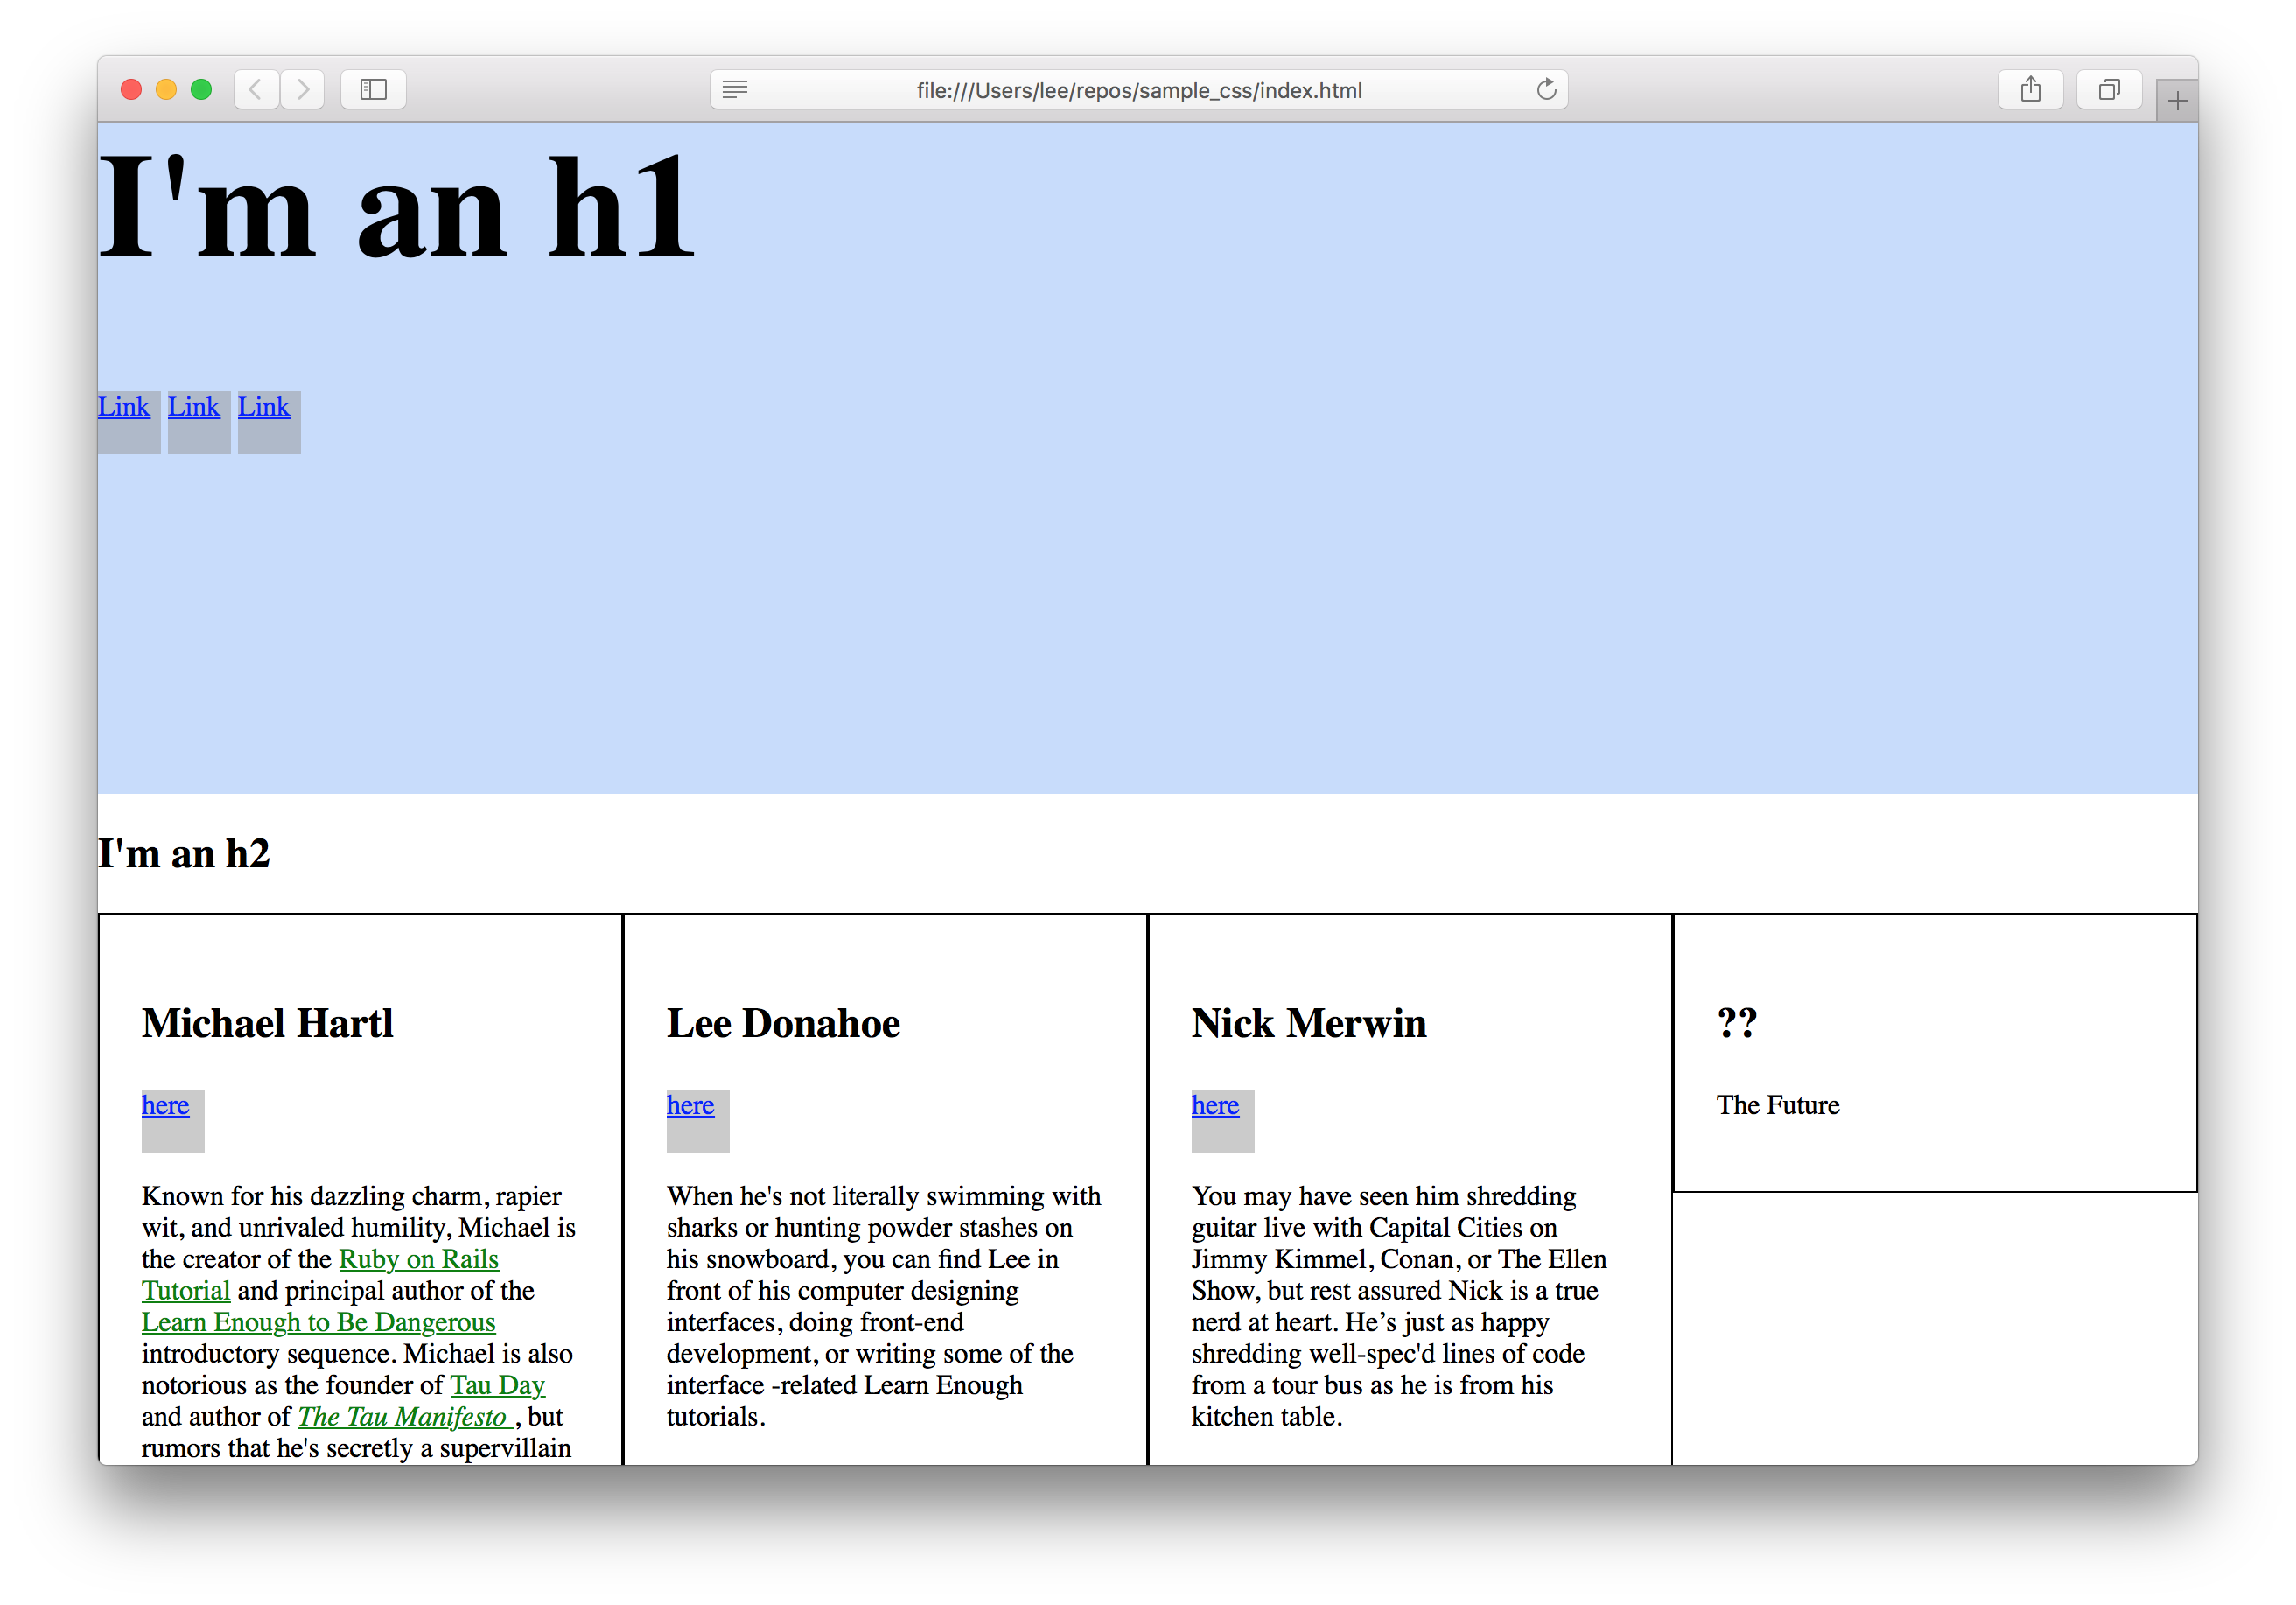 file:///Users/lee/repos/sample_css/index.html
I'm an h1
Link Link Link
I'm an h2
Michael Hartl
here
Known for his dazzling charm, rapier
wit, and unrivaled humility, Michael is
the creator of the Ruby on Rails
Tutorial and principal author of the
Learn Enough to Be Dangerous
introductory sequence. Michael is also
notorious as the founder of Tau Day
and author of The Tau Manifesto , but
rumors that he's secretly a supervillain
Lee Donahoe
here
When he's not literally swimming with
sharks or hunting powder stashes on
his snowboard, you can find Lee in
front of his computer designing
interfaces, doing front-end
development, or writing some of the
interface -related Learn Enough
tutorials.
Nick Merwin
here
You may have seen him shredding
guitar live with Capital Cities on
Jimmy Kimmel, Conan, or The Ellen
Show, but rest assured Nick is a true
nerd at heart. He’s just as happy
shredding well-spec'd lines of code
from a tour bus as he is from his
kitchen table.
??
The Future